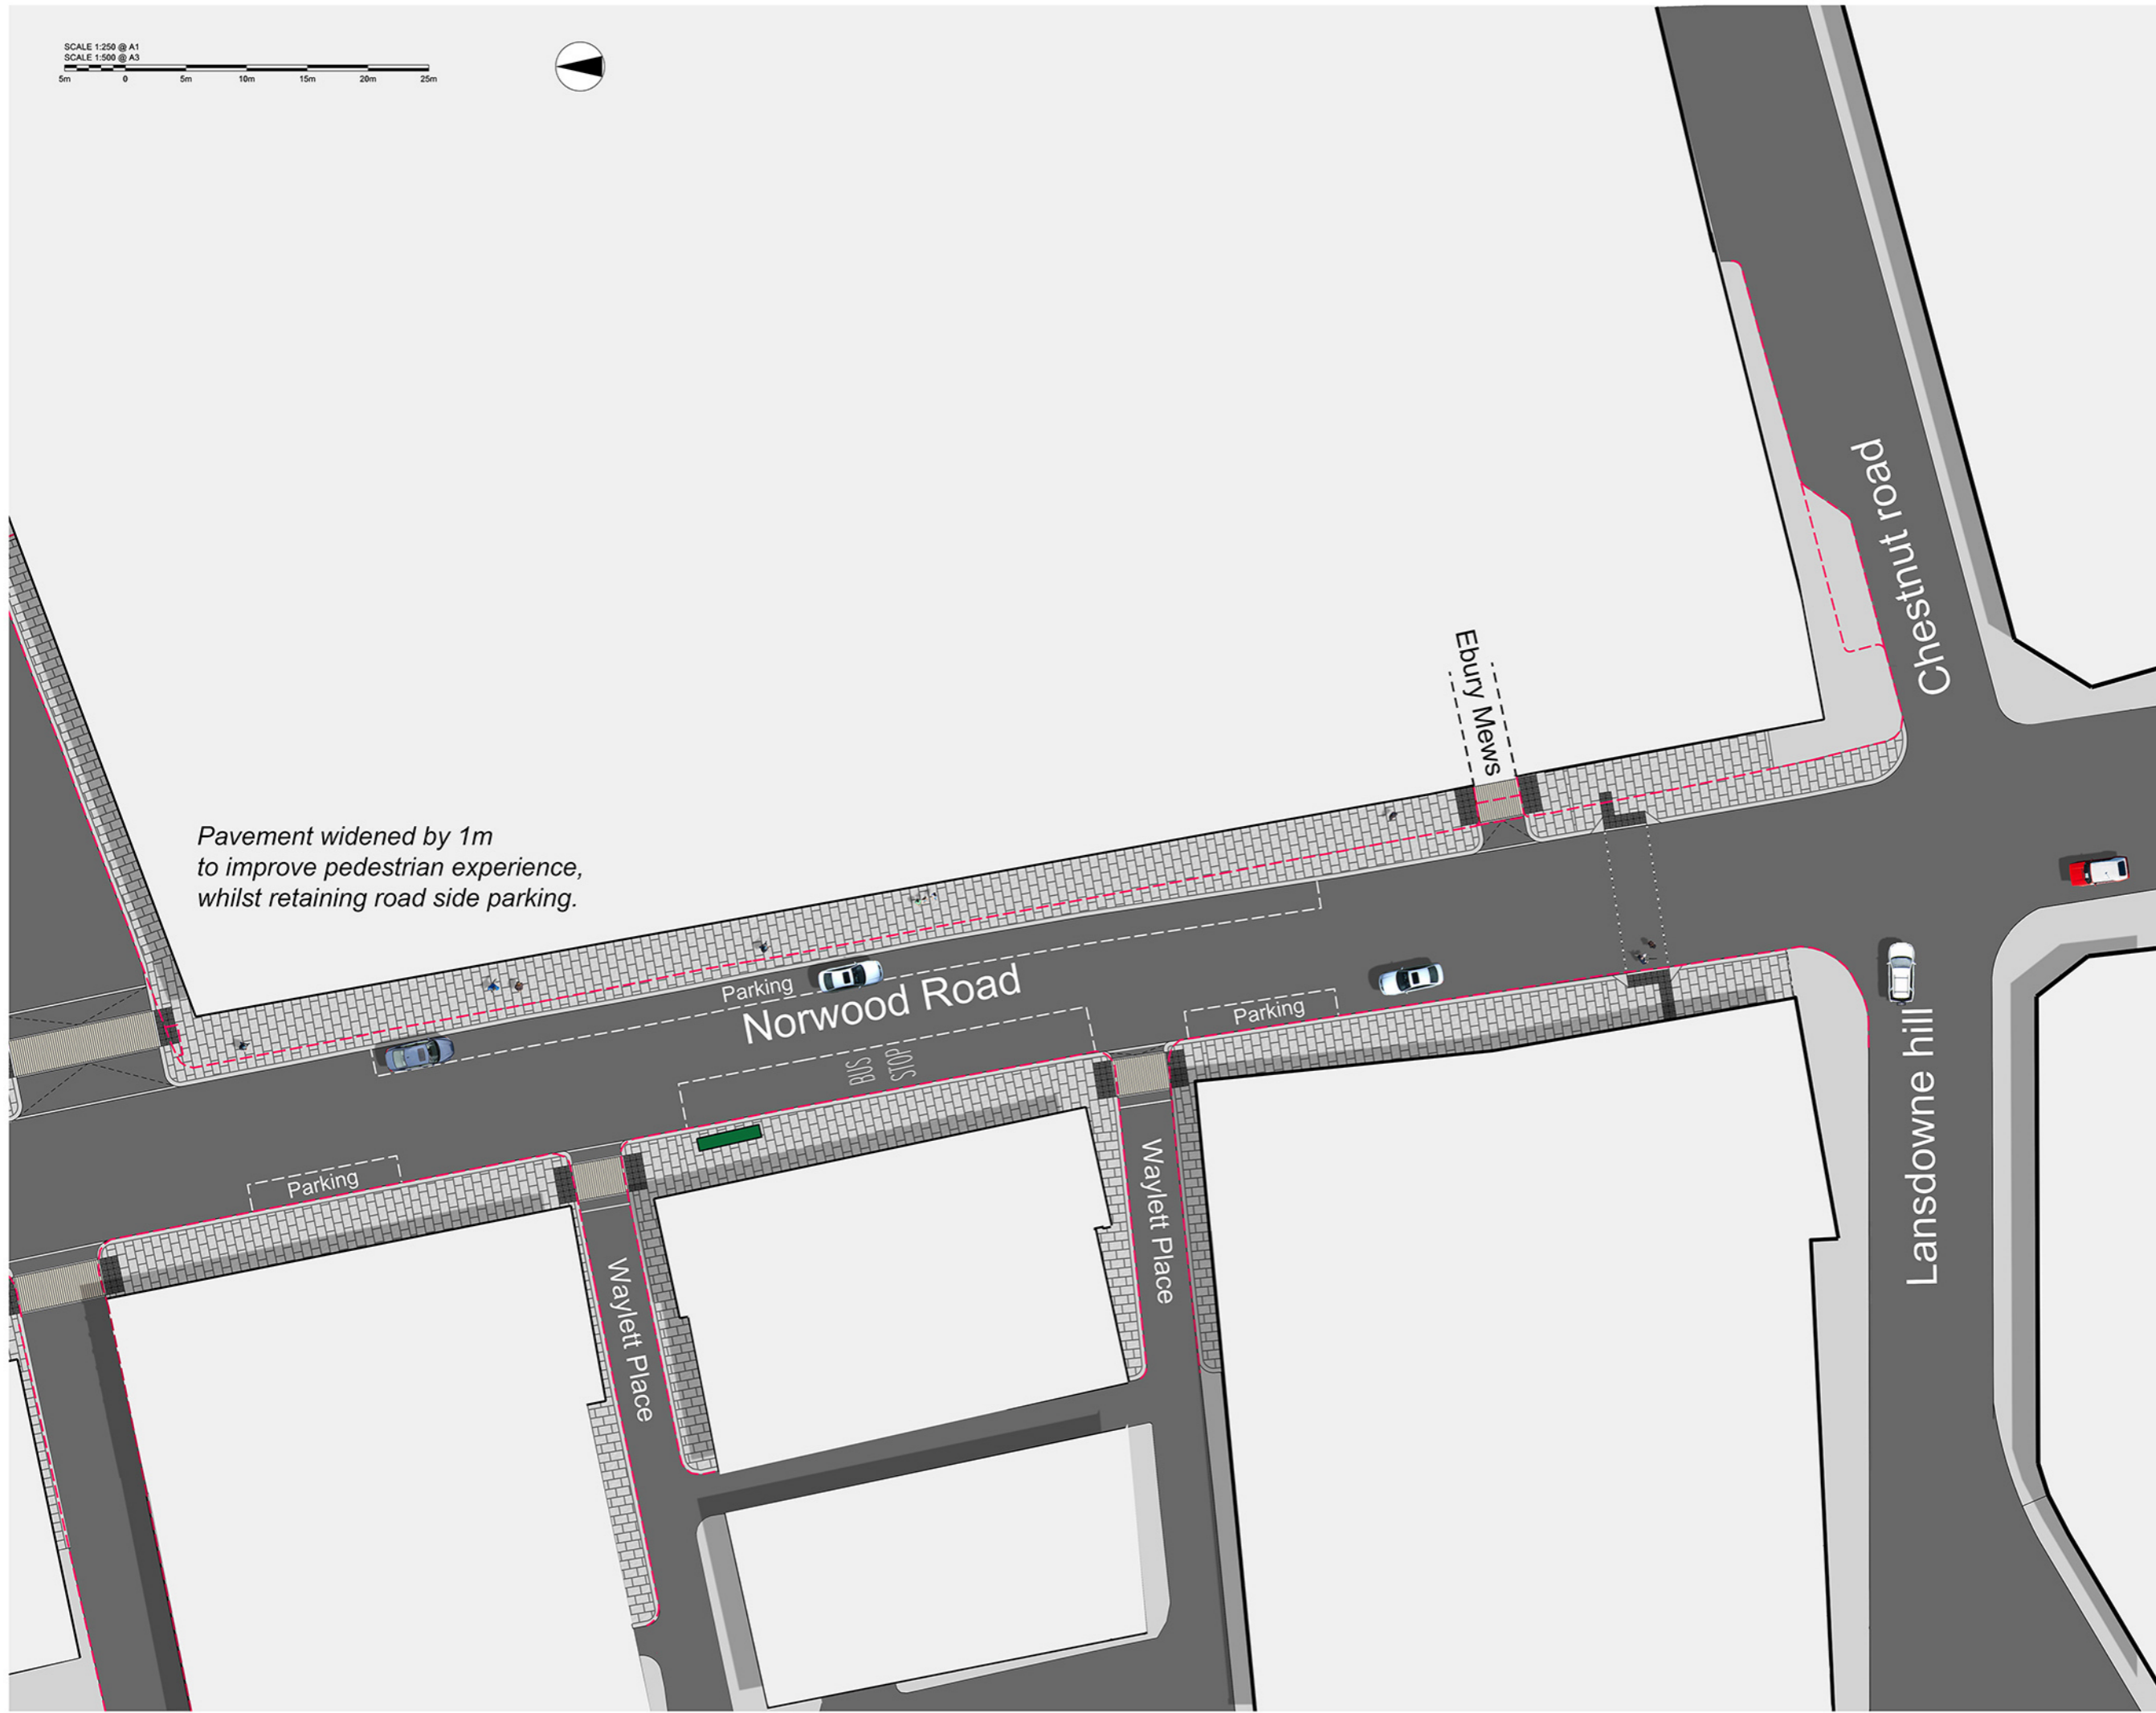 SCALE 1:250 @ A1
SCALE 1:500 @ A3
5m 0 5m 10m 15m 20m 25m
Chestnut road
Ebury Mews
Pavement widened by 1m
to improve pedestrian experience,
whilst retaining road side parking.
Parking
Norwood Road
Parking
BUS
STOP
Parking
Lansdowne hill
Waylett Place
Waylett Place